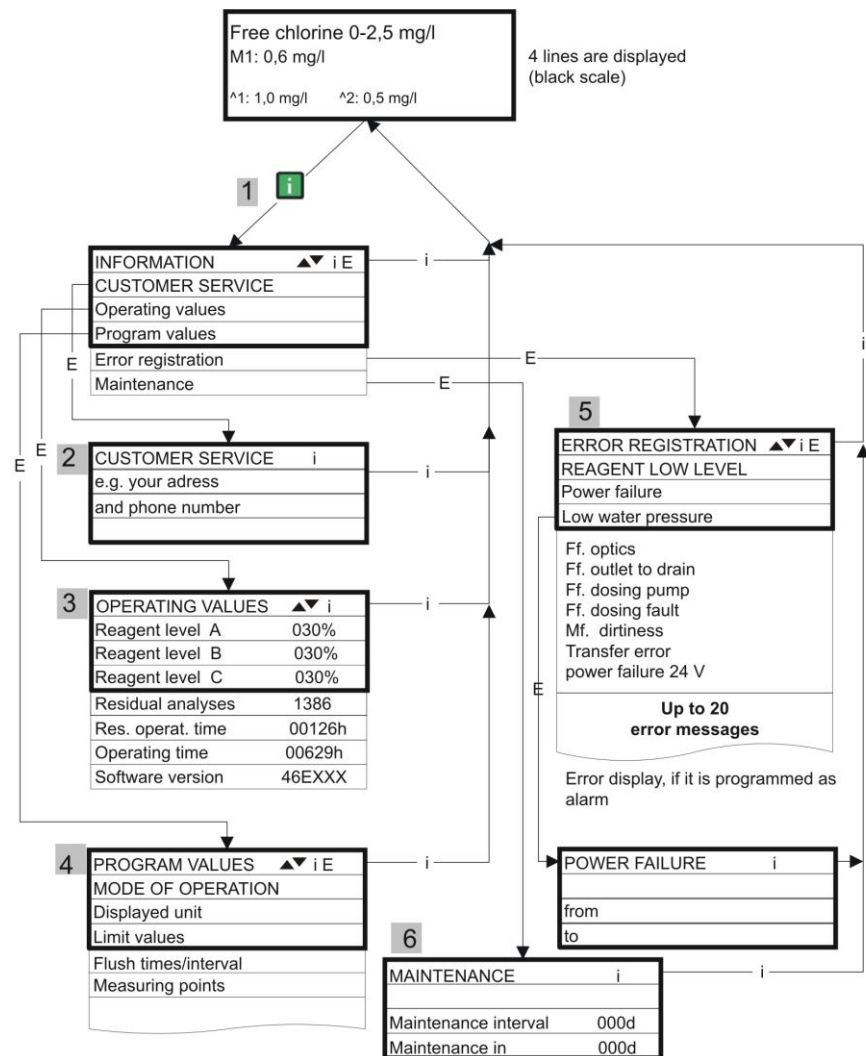 Free chlorine 0-2,5 mg/l
M1: 0,6 mg/l
^1: 1,0 mg/l ^2: 0,5 mg/l
4 lines are displayed
(black scale)
1 i
INFORMATION ▲▼ i E
CUSTOMER SERVICE
Operating values
Program values
Error registration
Maintenance
i
i
E
E
E
E
E
2
CUSTOMER SERVICE i
e.g. your adress
and phone number
i
3
OPERATING VALUES ▲▼ i
Reagent level A 030%
Reagent level B 030%
Reagent level C 030%
Residual analyses 1386
Res. operat. time 00126h
Operating time 00629h
Software version 46EXXX
i
4
PROGRAM VALUES ▲▼ i E
MODE OF OPERATION
Displayed unit
Limit values
Flush times/interval
Measuring points
i
5
ERROR REGISTRATION ▲▼ i E
REAGENT LOW LEVEL
Power failure
Low water pressure
Ff. optics
Ff. outlet to drain
Ff. dosing pump
Ff. dosing fault
Mf. dirtiness
Transfer error
power failure 24 V
E
Up to 20
error messages
Error display, if it is programmed as
alarm
POWER FAILURE i
from
to
6
MAINTENANCE i
Maintenance interval 000d
Maintenance in 000d
i